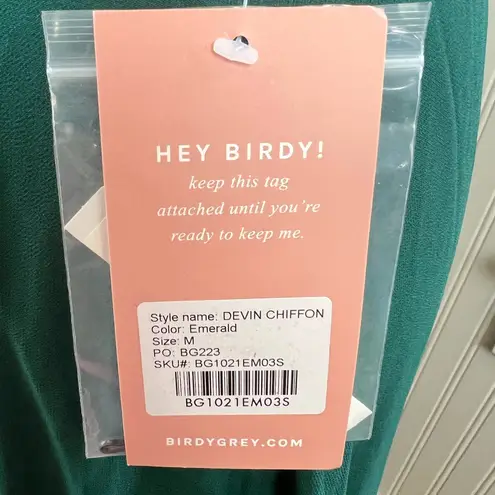 HEY BIRDY!
keep this tag
attached until you're
ready to keep me.
Style name: DEVIN CHIFFON
Color: Emerald
Size: M
PO: BG223
SKU#: BG1021EM03S
BG1021EM03S
BIRDYGREY.COM